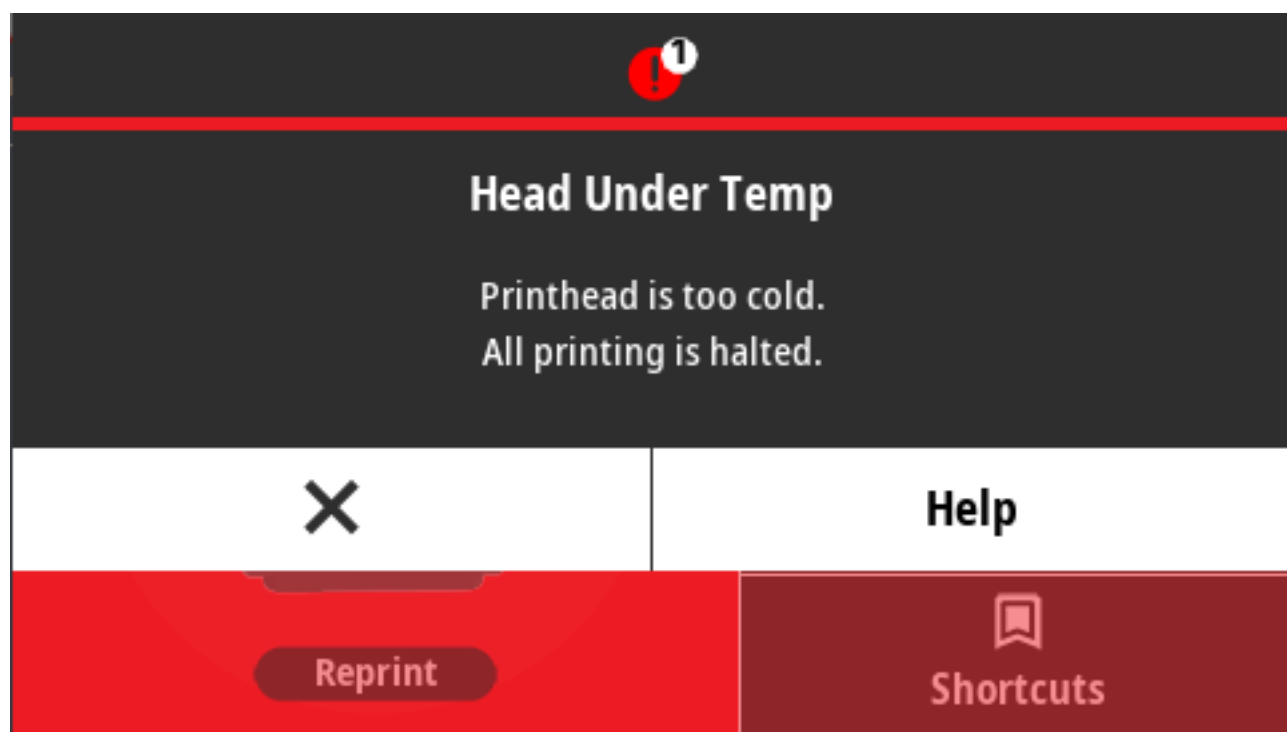 1
Head Under Temp
Printhead is too cold.
All printing is halted.
Help
Reprint
Shortcuts